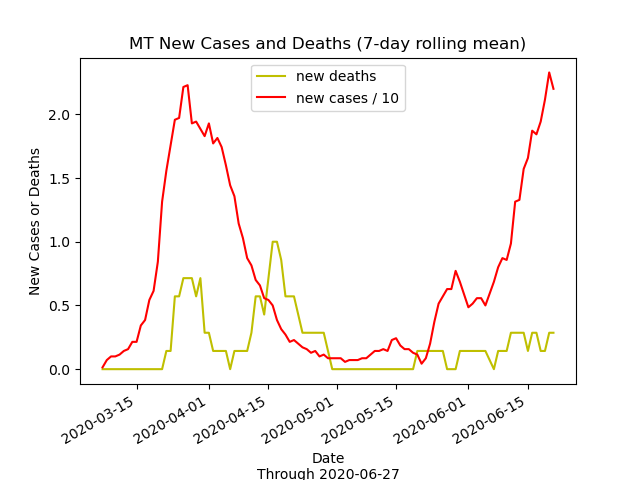 MT New Cases and Deaths (7-day rolling mean)
new deaths
new cases / 10
New Cases or Deaths
2.0
1.5
1.0
0.5
0.0
2020-03-15
2020-04-01
2020-04-15
2020-05-01
2020-05-15
2020-06-01
2020-06-15
Date
Through 2020-06-27